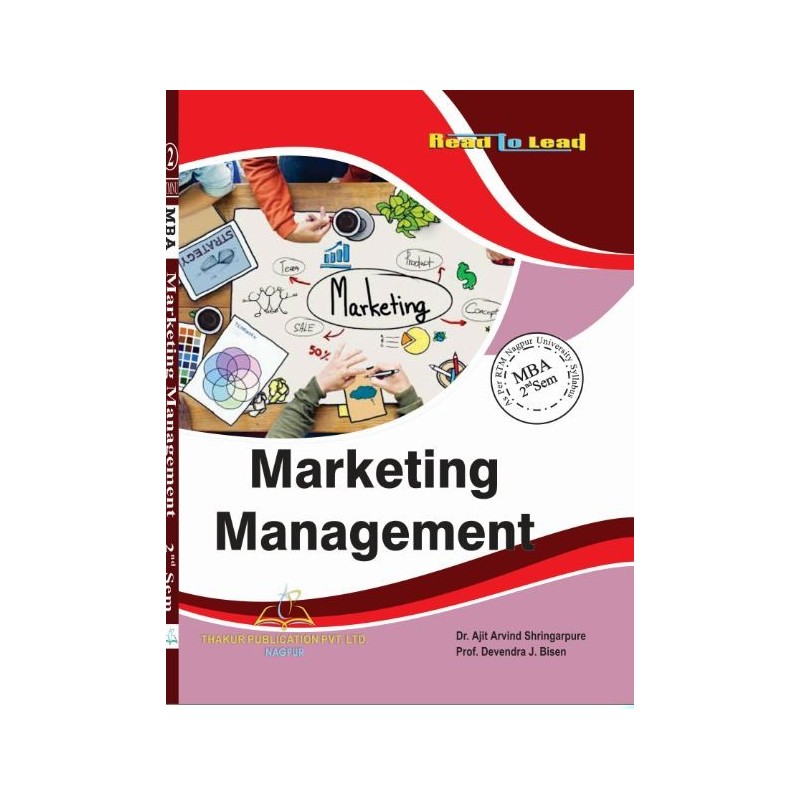 Read to Lead
STRATEGY
Team
Product
Marketing
Concept
SALE
50%
As Per RTM Nagpur University Syllabus
MBA
2nd Sem
Marketing
Management
THAKUR PUBLICATION PVT. LTD.
NAGPUR
Dr. Ajit Arvind Shringarpure
Prof. Devendra J. Bisen
2
MBA Marketing Management 2nd Sem